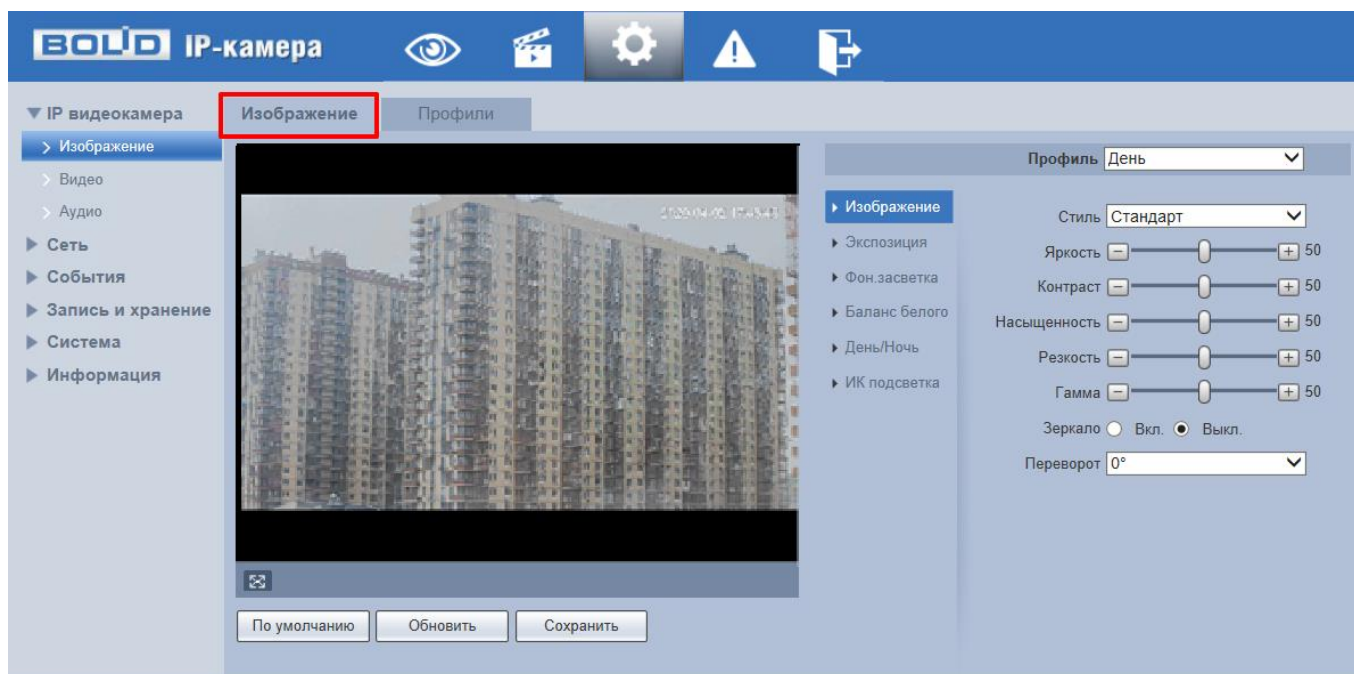 BOLID IP-камера
IP видеокамера
Изображение
Видео
Аудио
Сеть
События
Запись и хранение
Система
Информация
Изображение
Профили
По умолчанию
Обновить
Сохранить
Профиль День
Изображение
Экспозиция
Фон.засветка
Баланс белого
День/Ночь
ИК подсветка
Стиль Стандарт
Яркость - + 50
Контраст - + 50
Насыщенность - + 50
Резкость - + 50
Гамма - + 50
Зеркало Вкл. Выкл.
Переворот 0°